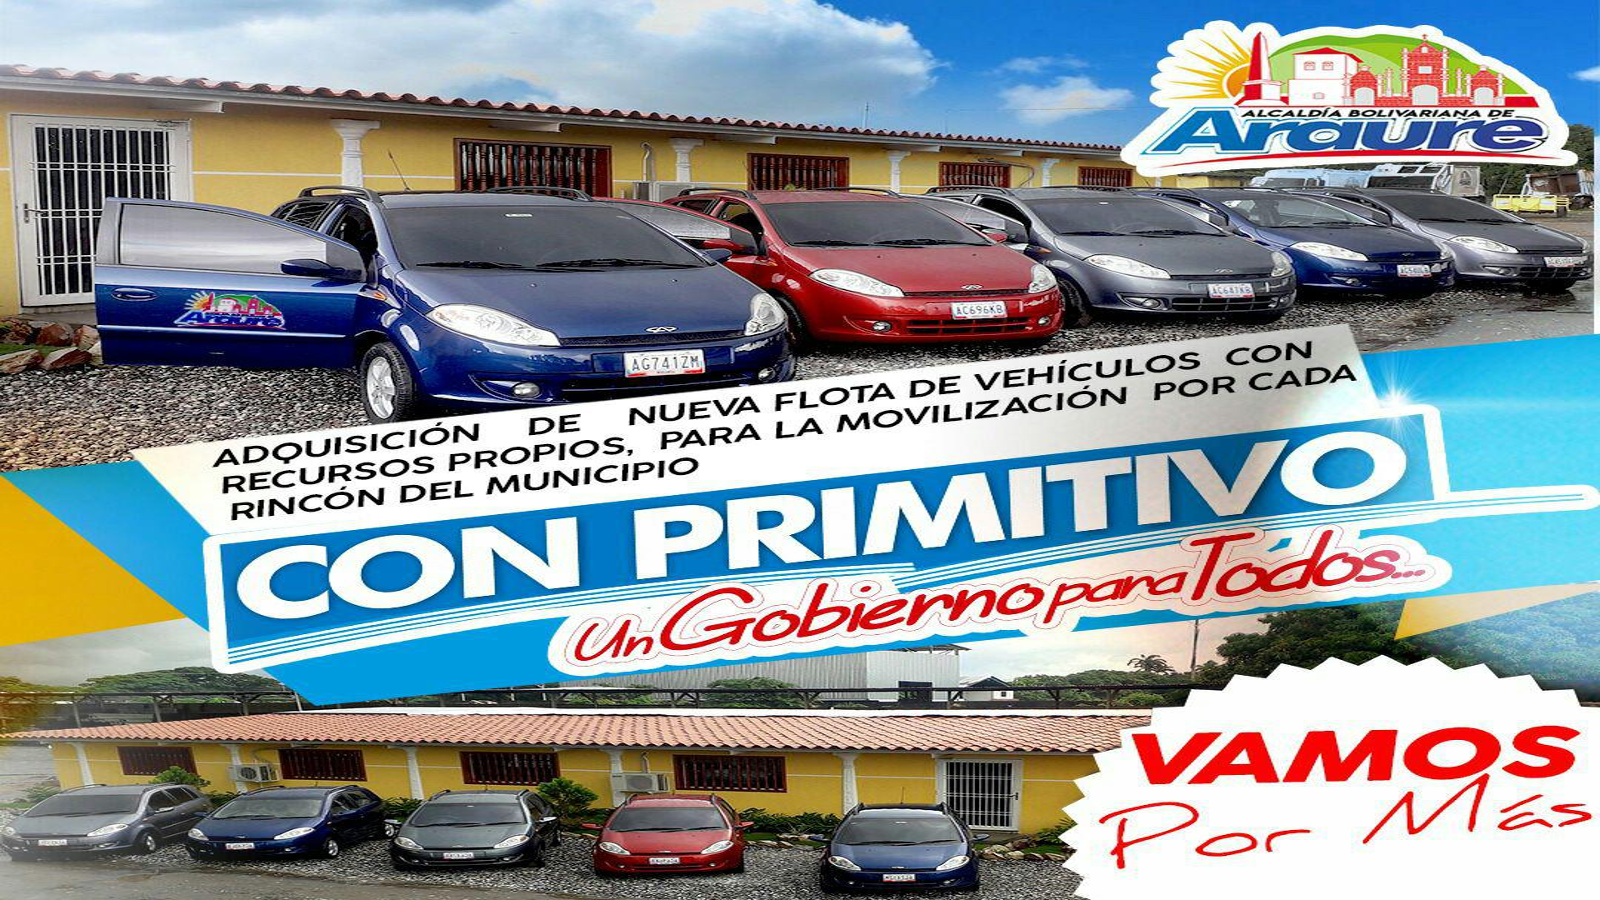 ALCALDÍA BOLIVARIANA DE
Araure
Araure
AG741ZM
AC696KB
AC641KB
ADQUISICIÓN DE NUEVA FLOTA DE VEHÍCULOS CON
RECURSOS PROPIOS, PARA LA MOVILIZACIÓN POR CADA
RINCÓN DEL MUNICIPIO
CON PRIMITIVO
Un Gobierno para Todos...
VAMOS
Por Más